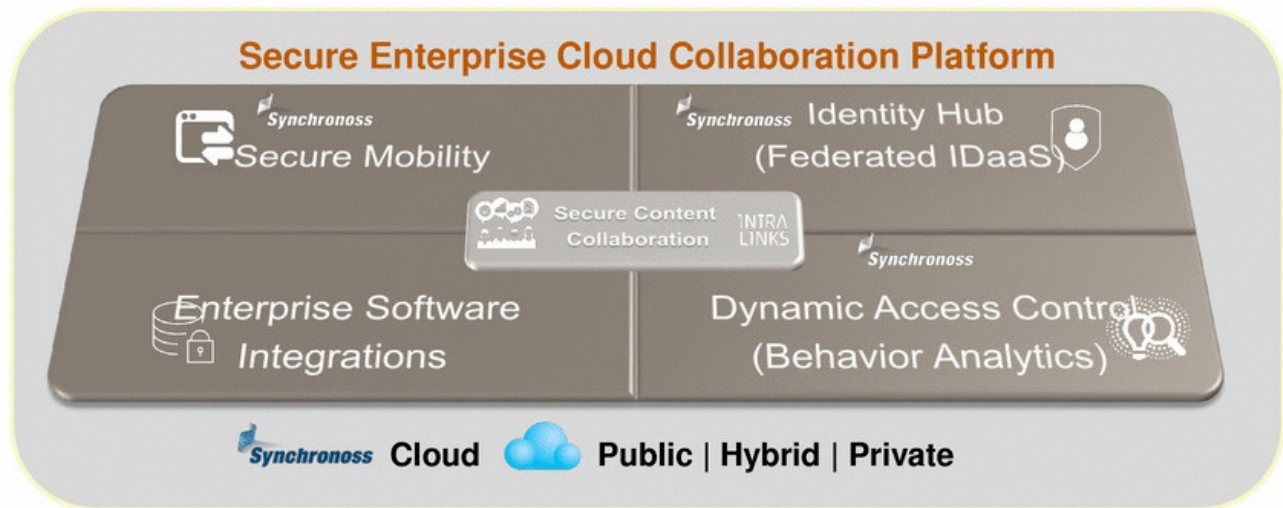 Secure Enterprise Cloud Collaboration Platform
Synchronoss
Secure Mobility
Synchronoss Identity Hub
(Federated IDaaS)
Secure Content
Collaboration
INTRA
LINKS
Synchronoss
Enterprise Software
Integrations
Dynamic Access Control
(Behavior Analytics)
Synchronoss Cloud Public | Hybrid | Private